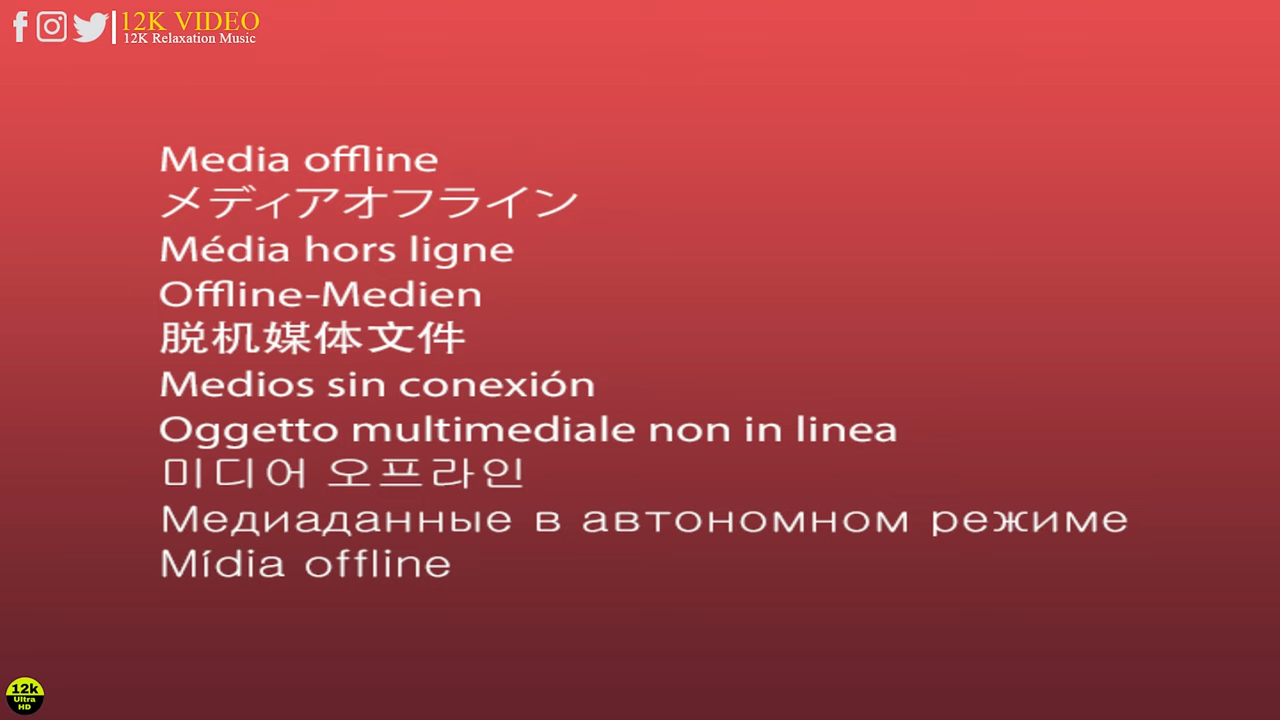 12K VIDEO
12K Relaxation Music
Media offline
メディアオフライン
Média hors ligne
Offline-Medien
脱机媒体文件
Medios sin conexión
Oggetto multimediale non in linea
미디어 오프라인
Медиаданные в автономном режиме
Mídia offline
12k
Ultra
HD